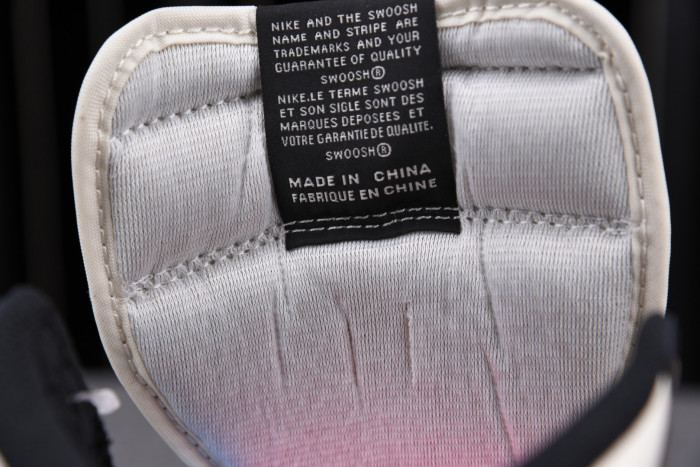 NIKE AND THE SWOOSH
NAME AND STRIPE ARE
TRADEMARKS AND YOUR
GUARANTEE OF QUALITY
SWOOSH®
NIKE.LE TERME SWOOSH
ET SON SIGLE SONT DES
MARQUES DEPOSEES ET
VOTRE GARANTIE DE QUALITE.
SWOOSH®
MADE IN CHINA
FABRIQUE EN CHINE